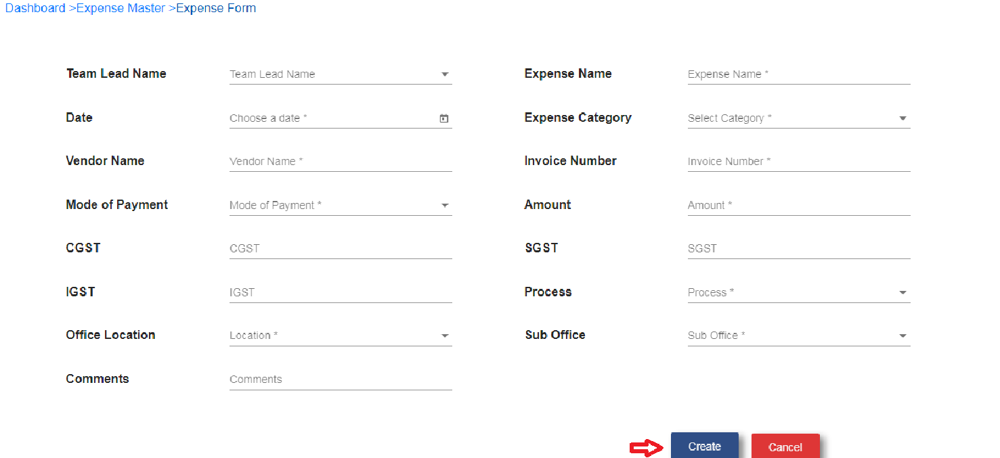 Dashboard >Expense Master >Expense Form
Team Lead Name Team Lead Name Expense Name Expense Name *
Date Choose a date * Expense Category Select Category *
Vendor Name Vendor Name * Invoice Number Invoice Number *
Mode of Payment Mode of Payment * Amount Amount *
CGST CGST SGST SGST
IGST IGST Process Process *
Office Location Location * Sub Office Sub Office *
Comments Comments
Create Cancel